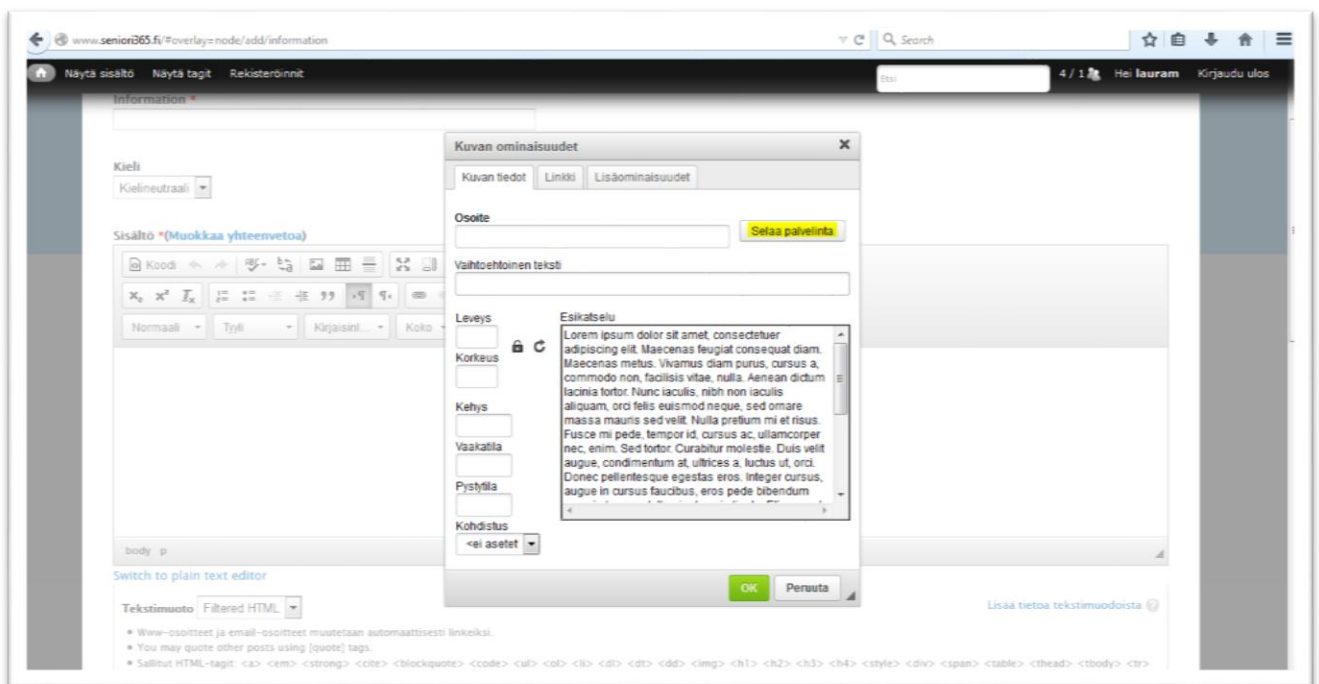 www.seniori365.fi/#overlay=node/add/information
Search
Näytä sisältö Näytä tagit Rekisteröinnit
Etsi
4 / 1 Hei lauram Kirjaudu ulos
Information *
Kieli
Kielineutraali
Sisältö *(Muokkaa yhteenvetoa)
Koodi
Normaali Tyyli Kirjaisinl... Koko
body p
Switch to plain text editor
Tekstimuoto Filtered HTML
Lisää tietoa tekstimuodoista
• Www-osoitteet ja email-osoitteet muutetaan automaattisesti linkeiksi.
• You may quote other posts using [quote] tags.
• Sallitut HTML-tagit: <a> <em> <strong> <cite> <blockquote> <code> <ul> <ol> <li> <dl> <dt> <dd> <img> <h1> <h2> <h3> <h4> <style> <div> <span> <table> <thead> <tbody> <tr>
Kuvan ominaisuudet
Kuvan tiedot Linkki Lisäominaisuudet
Osoite
Selaa palvelinta
Vaihtoehtoinen teksti
Leveys
Korkeus
Kehys
Vaakatila
Pystytila
Kohdistus
<ei asetet
Esikatselu
Lorem ipsum dolor sit amet, consectetuer
adipiscing elit. Maecenas feugiat consequat diam.
Maecenas metus. Vivamus diam purus, cursus a,
commodo non, facilisis vitae, nulla. Aenean dictum
lacinia tortor. Nunc iaculis, nibh non iaculis
aliquam, orci felis euismod neque, sed ornare
massa mauris sed velit. Nulla pretium mi et risus.
Fusce mi pede, tempor id, cursus ac, ullamcorper
nec, enim. Sed tortor. Curabitur molestie. Duis velit
augue, condimentum at, ultrices a, luctus ut, orci.
Donec pellentesque egestas eros. Integer cursus,
augue in cursus faucibus, eros pede bibendum
OK Peruuta